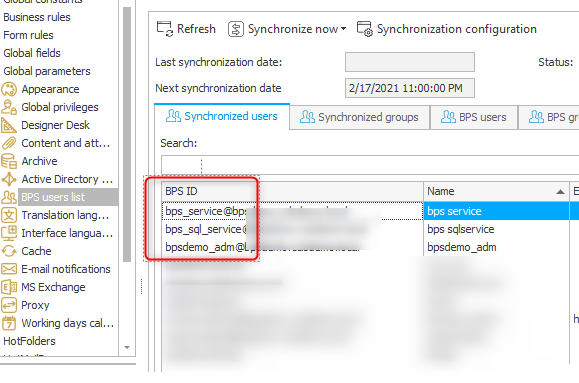 Global constants
Business rules
Form rules
Global fields
Global parameters
Appearance
Global privileges
Designer Desk
Content and att...
Archive
Active Directory ...
BPS users list
Translation lang...
Interface langua...
Cache
E-mail notifications
MS Exchange
Proxy
Working days cal...
HotFolders
Refresh Synchronize now Synchronization configuration
Last synchronization date: Status:
Next synchronization date 2/17/2021 11:00:00 PM
Synchronized users Synchronized groups BPS users BPS gr
Search:
BPS ID Name E
bps_service@bps bps service
bps_sql_service@ bps sqlservice
bpsdemo_adm@b bpsdemo_adm
h